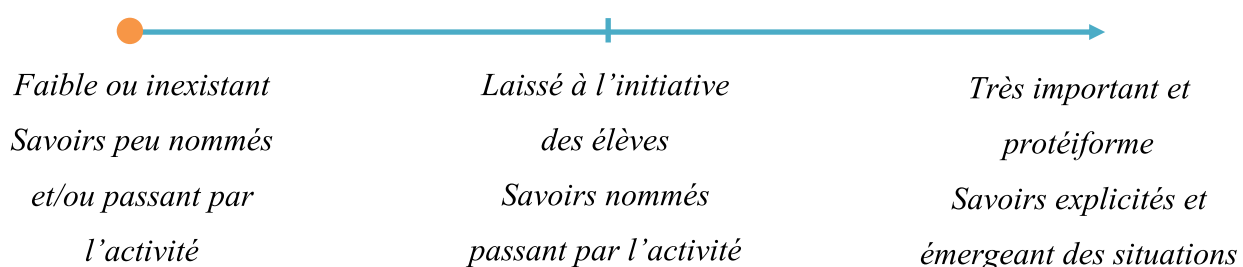 Faible ou inexistant
Savoirs peu nommés
et/ou passant par
l’activité
Laissé à l’initiative
des élèves
Savoirs nommés
passant par l’activité
Très important et
protéiforme
Savoirs explicités et
émergeant des situations